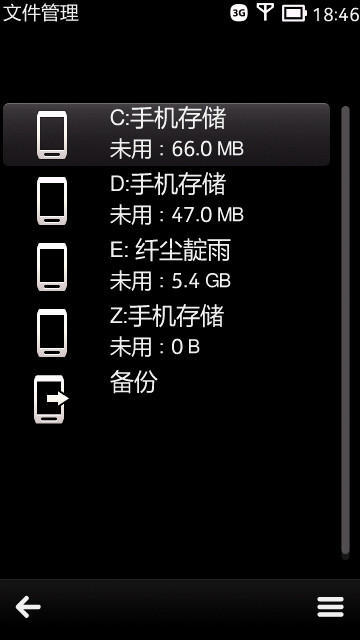 文件管理 3G 18:46
C:手机存储
未用：66.0 MB
D:手机存储
未用：47.0 MB
E: 纤尘靛雨
未用：5.4 GB
Z:手机存储
未用：0 B
备份